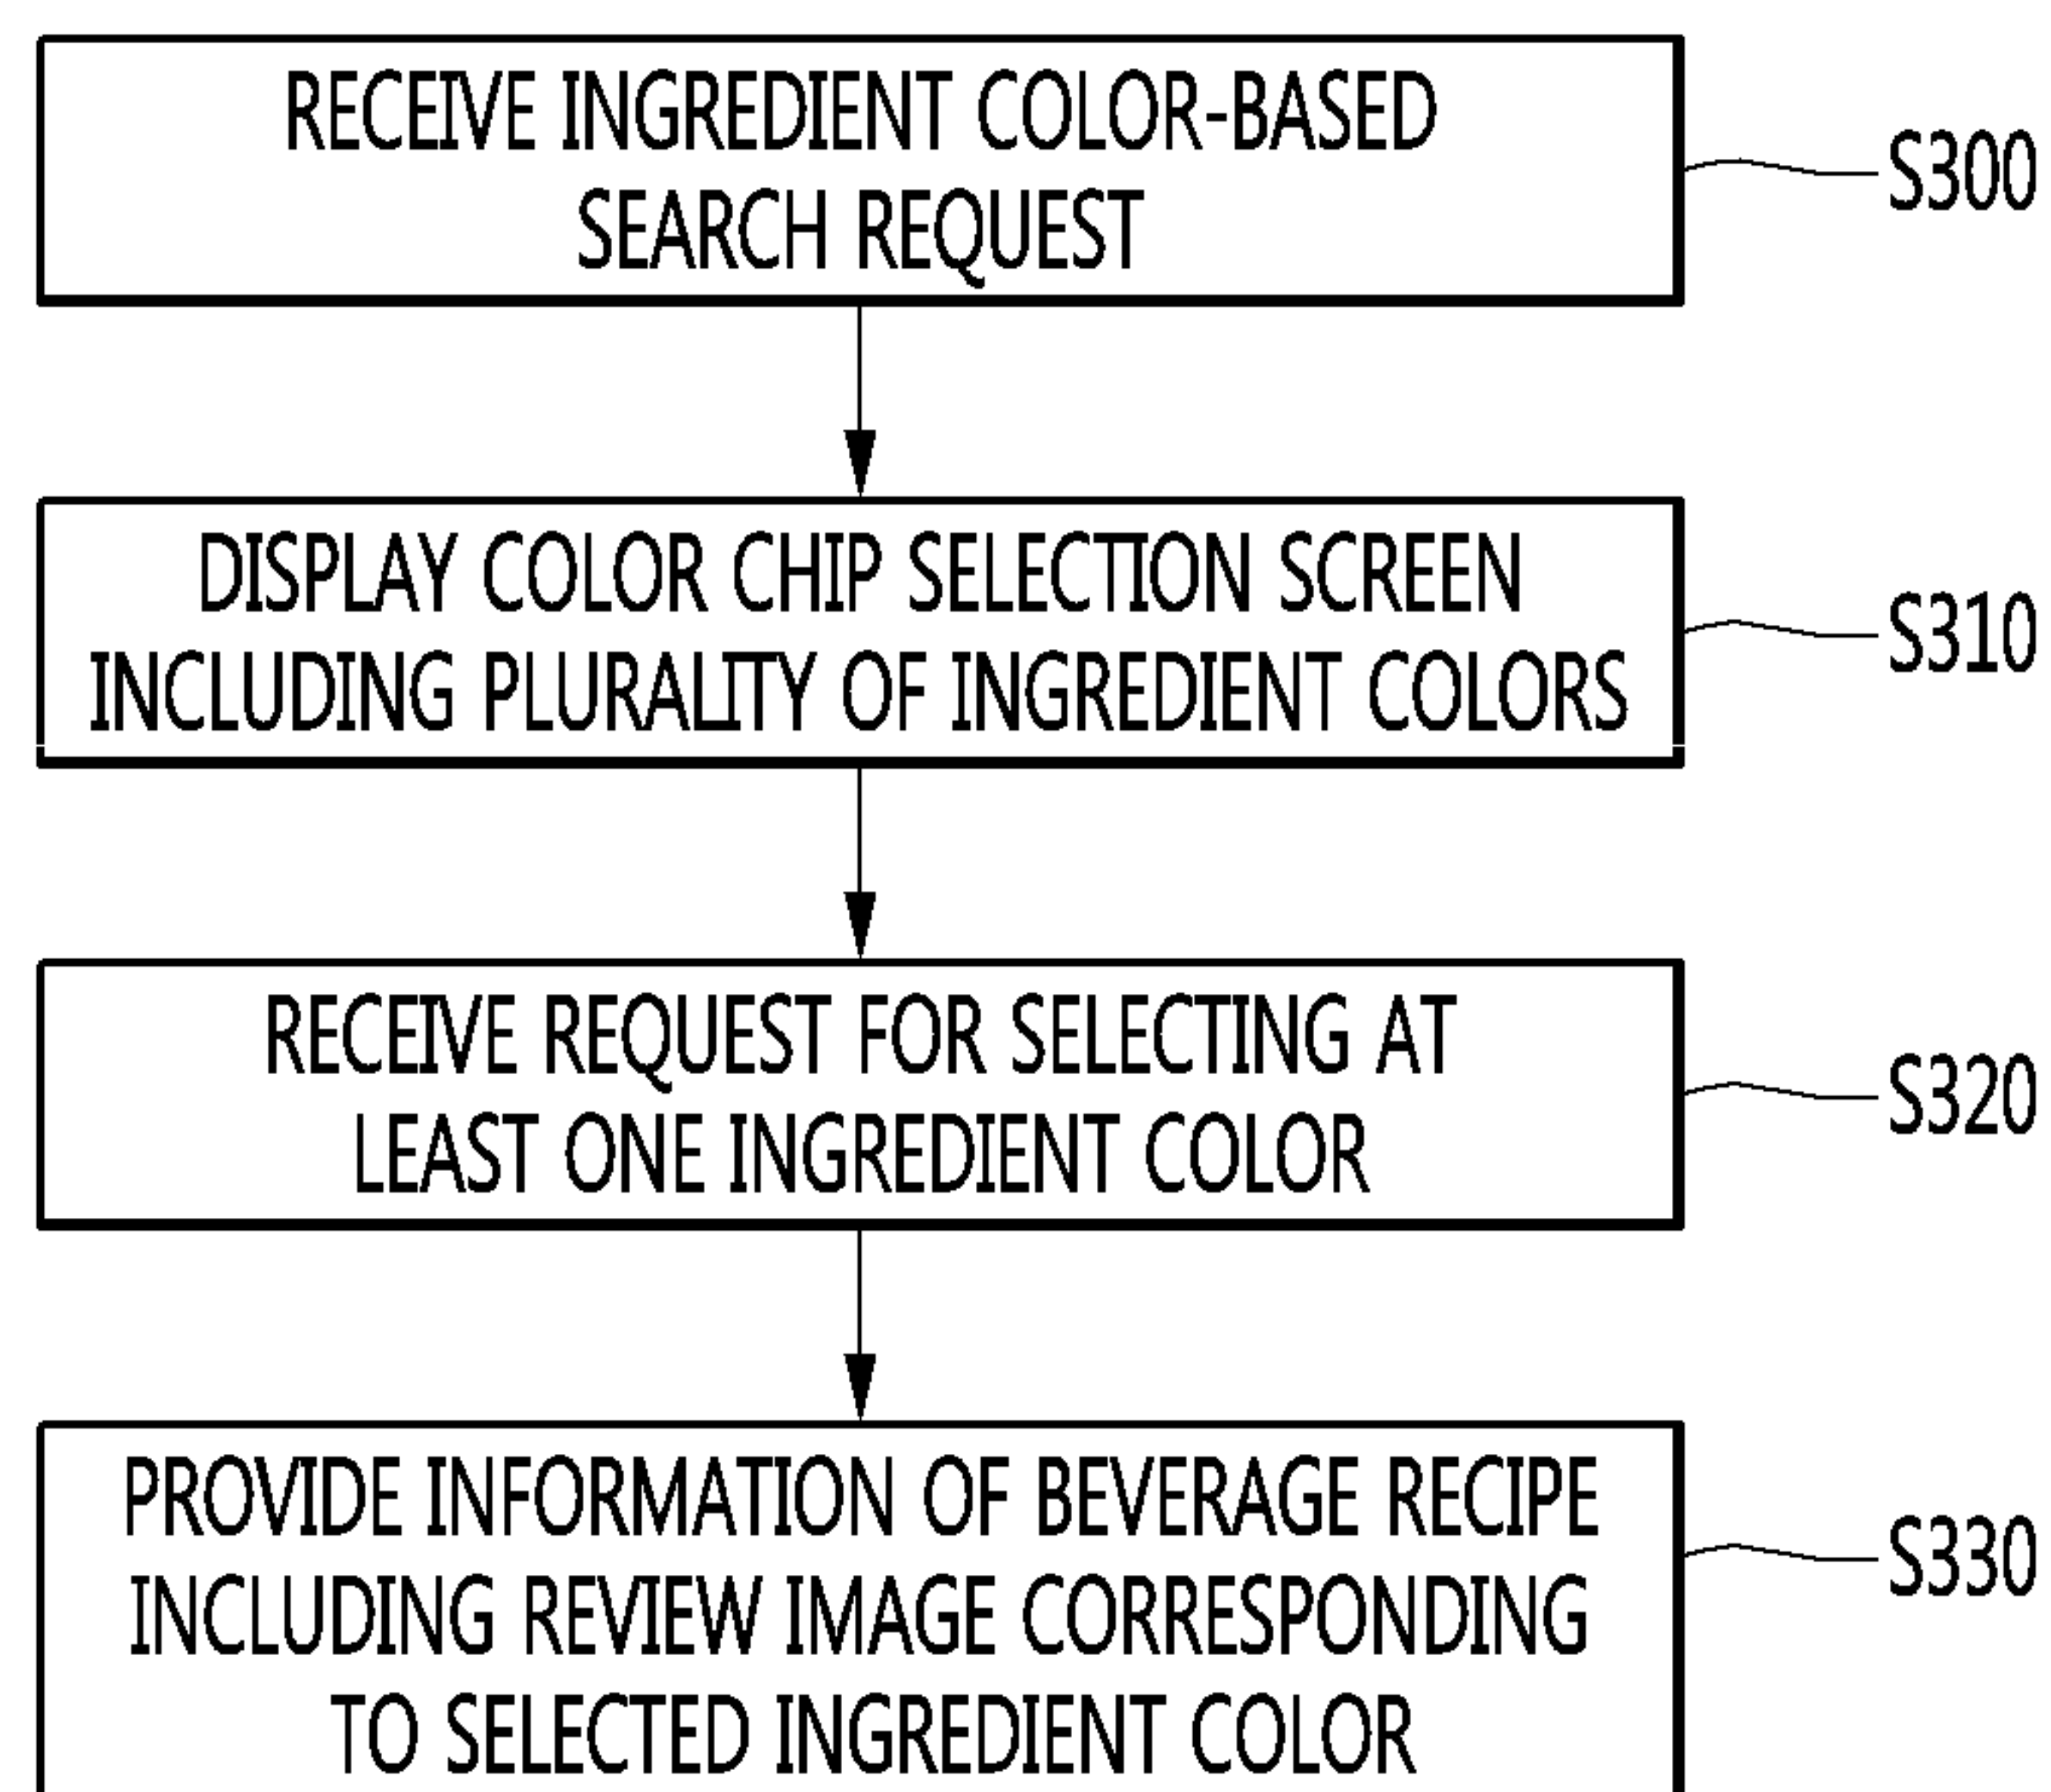 RECEIVE INGREDIENT COLOR-BASED
SEARCH REQUEST
S300
DISPLAY COLOR CHIP SELECTION SCREEN
INCLUDING PLURALITY OF INGREDIENT COLORS
S310
RECEIVE REQUEST FOR SELECTING AT
LEAST ONE INGREDIENT COLOR
S320
PROVIDE INFORMATION OF BEVERAGE RECIPE
INCLUDING REVIEW IMAGE CORRESPONDING
TO SELECTED INGREDIENT COLOR
S330